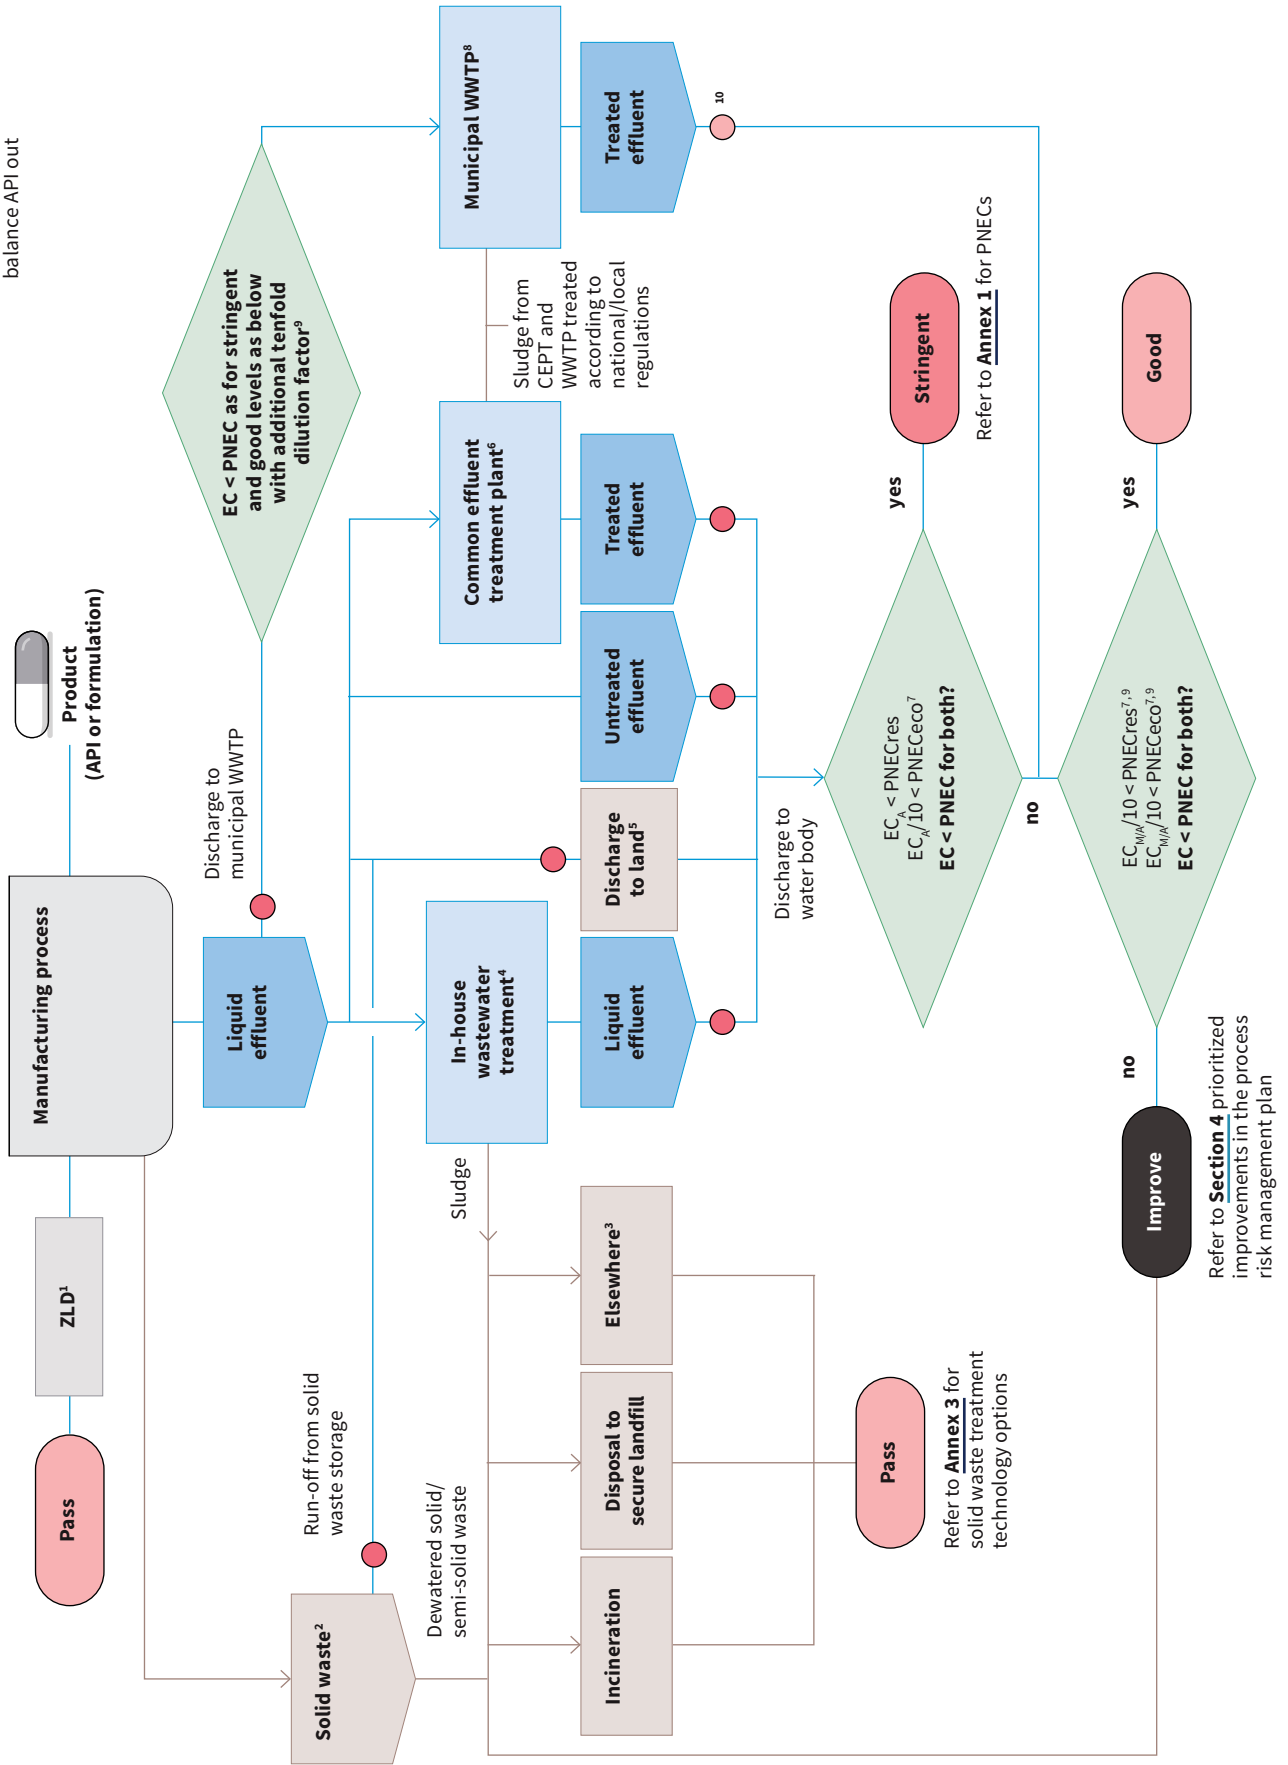 balance API out
Product
(API or formulation)
Manufacturing process
ZLD¹
Pass
Discharge to
municipal WWTP
Liquid
effluent
EC < PNEC as for stringent
and good levels as below
with additional tenfold
dilution factor⁹
Run-off from solid
waste storage
Solid waste²
Dewatered solid/
semi-solid waste
Sludge
In-house
wastewater
treatment⁴
Common effluent
treatment plant⁶
Sludge from
CEPT and
WWTP treated
according to
national/local
regulations
Municipal WWTP⁸
Incineration
Disposal to
secure landfill
Elsewhere³
Liquid
effluent
Discharge
to land⁵
Untreated
effluent
Treated
effluent
Treated
effluent
10
Discharge to
water body
Pass
Refer to Annex 3 for
solid waste treatment
technology options
EC_A < PNECres
EC_A/10 < PNECeco⁷
EC < PNEC for both?
yes
Stringent
Refer to Annex 1 for PNECs
no
EC_M/A/10 < PNECres⁷,⁹
EC_M/A/10 < PNECeco⁷,⁹
EC < PNEC for both?
yes
Good
no
Improve
Refer to Section 4 prioritized
improvements in the process
risk management plan